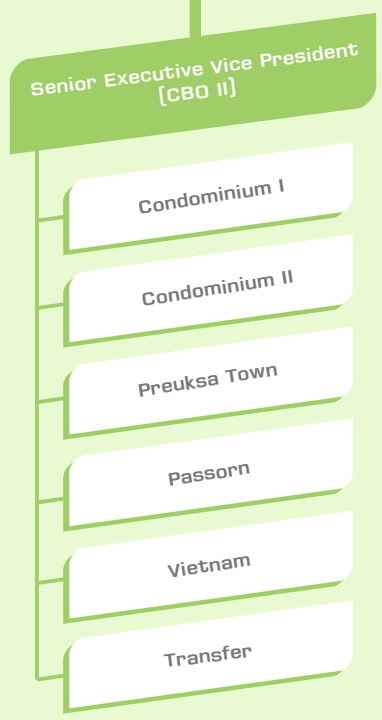 Senior Executive Vice President
(CBO II)
Condominium I
Condominium II
Preuksa Town
Passorn
Vietnam
Transfer